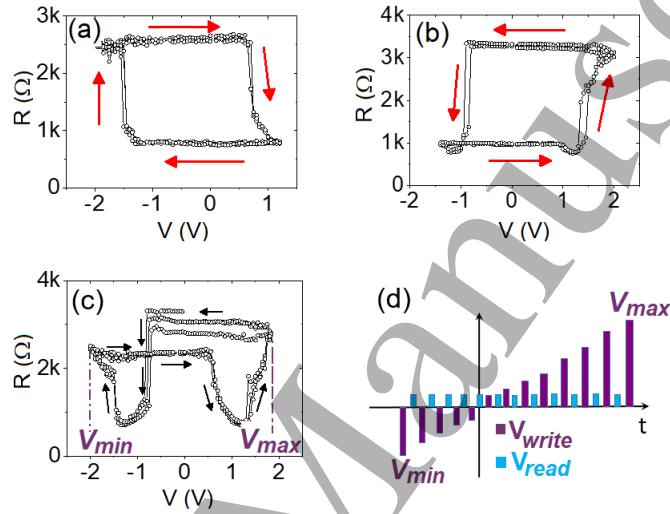 (a)
3k
2k
1k
0
R (Ω)
-2 -1 0 1
V (V)
(b)
4k
3k
2k
1k
0
R (Ω)
-1 0 1 2
V (V)
(c)
4k
2k
0
R (Ω)
Vmin
Vmax
-2 -1 0 1 2
V (V)
(d)
Vmax
t
Vmin
Vwrite
Vread
Manus